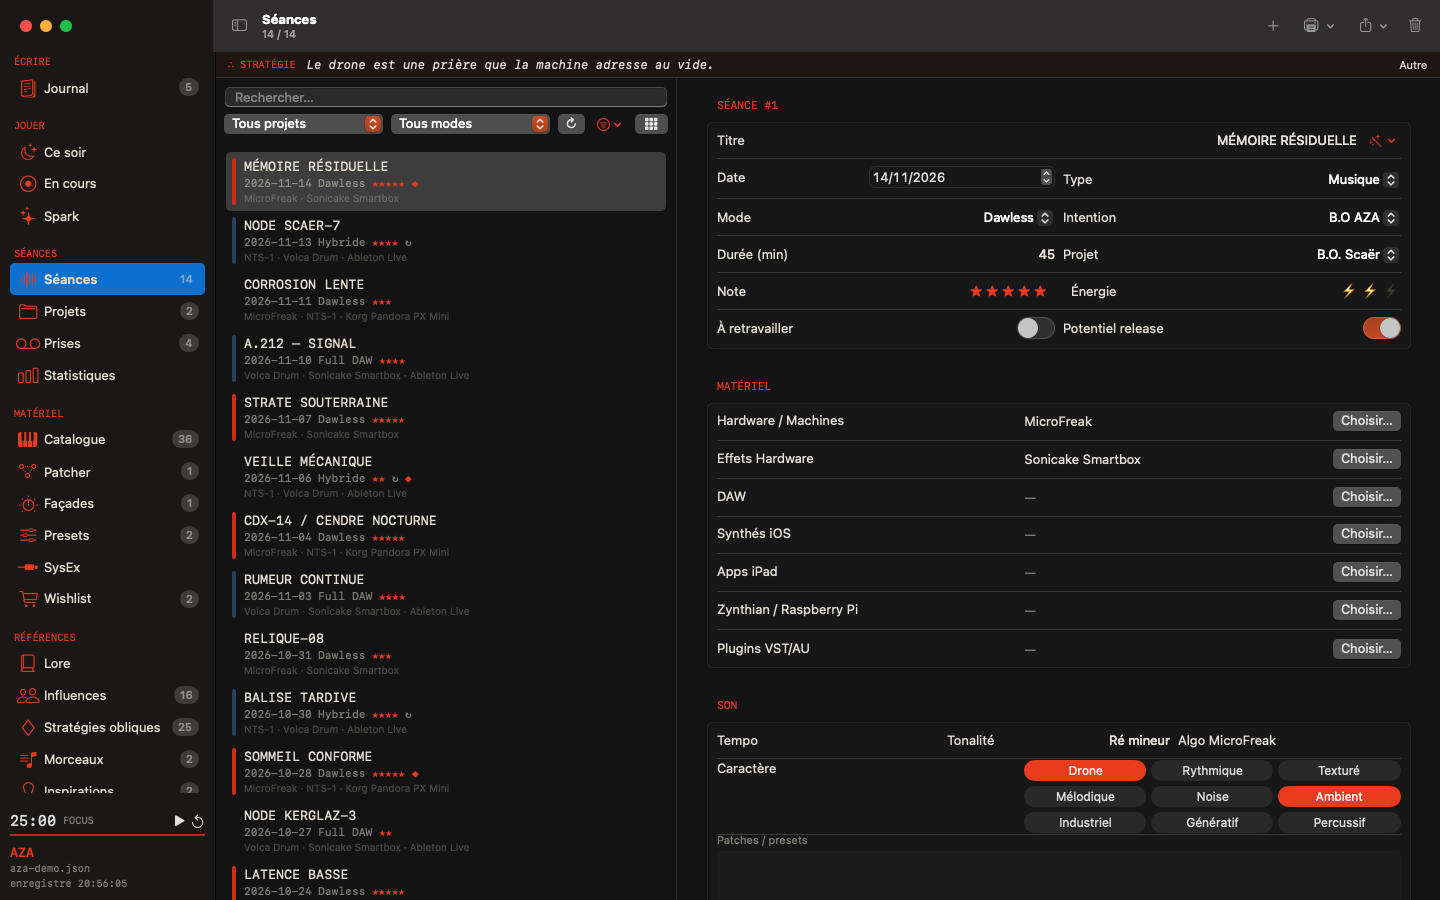 ÉCRIRE
Journal 5
JOUER
Ce soir
En cours
Spark
SÉANCES
Séances 14
Projets 2
Prises 4
Statistiques
MATÉRIEL
Catalogue 36
Patcher 1
Façades 1
Presets 2
SysEx
Wishlist 2
RÉFÉRENCES
Lore
Influences 16
Stratégies obliques 25
Morceaux 2
Inspirations 2
25:00 FOCUS
AZA
aza-demo.json
enregistré 20:56:05
Séances
14 / 14
STRATÉGIE Le drone est une prière que la machine adresse au vide. Autre
Rechercher...
Tous projets Tous modes
MÉMOIRE RÉSIDUELLE
2026-11-14 Dawless ★★★★★ ◆
MicroFreak · Sonicake Smartbox
NODE SCAER-7
2026-11-13 Hybride ★★★★ ↻
NTS-1 · Volca Drum · Ableton Live
CORROSION LENTE
2026-11-11 Dawless ★★★
MicroFreak · NTS-1 · Korg Pandora PX Mini
A.212 — SIGNAL
2026-11-10 Full DAW ★★★★
Volca Drum · Sonicake Smartbox · Ableton Live
STRATE SOUTERRAINE
2026-11-07 Dawless ★★★★★
MicroFreak · Sonicake Smartbox
VEILLE MÉCANIQUE
2026-11-06 Hybride ★★ ↻ ◆
NTS-1 · Volca Drum · Ableton Live
CDX-14 / CENDRE NOCTURNE
2026-11-04 Dawless ★★★★★
MicroFreak · NTS-1 · Korg Pandora PX Mini
RUMEUR CONTINUE
2026-11-03 Full DAW ★★★★
Volca Drum · Sonicake Smartbox · Ableton Live
RELIQUE-08
2026-10-31 Dawless ★★★
MicroFreak · Sonicake Smartbox
BALISE TARDIVE
2026-10-30 Hybride ★★★★ ↻
NTS-1 · Volca Drum · Ableton Live
SOMMEIL CONFORME
2026-10-28 Dawless ★★★★★ ◆
MicroFreak · NTS-1 · Korg Pandora PX Mini
NODE KERGLAZ-3
2026-10-27 Full DAW ★★
Volca Drum · Sonicake Smartbox · Ableton Live
LATENCE BASSE
2026-10-24 Dawless ★★★★★
SÉANCE #1
Titre MÉMOIRE RÉSIDUELLE
Date 14/11/2026 Type Musique
Mode Dawless Intention B.O AZA
Durée (min) 45 Projet B.O. Scaër
Note ★★★★★ Énergie
À retravailler Potentiel release
MATÉRIEL
Hardware / Machines MicroFreak Choisir...
Effets Hardware Sonicake Smartbox Choisir...
DAW — Choisir...
Synthés iOS — Choisir...
Apps iPad — Choisir...
Zynthian / Raspberry Pi — Choisir...
Plugins VST/AU — Choisir...
SON
Tempo Tonalité Ré mineur Algo MicroFreak
Caractère Drone Rythmique Texturé
Mélodique Noise Ambient
Industriel Génératif Percussif
Patches / presets